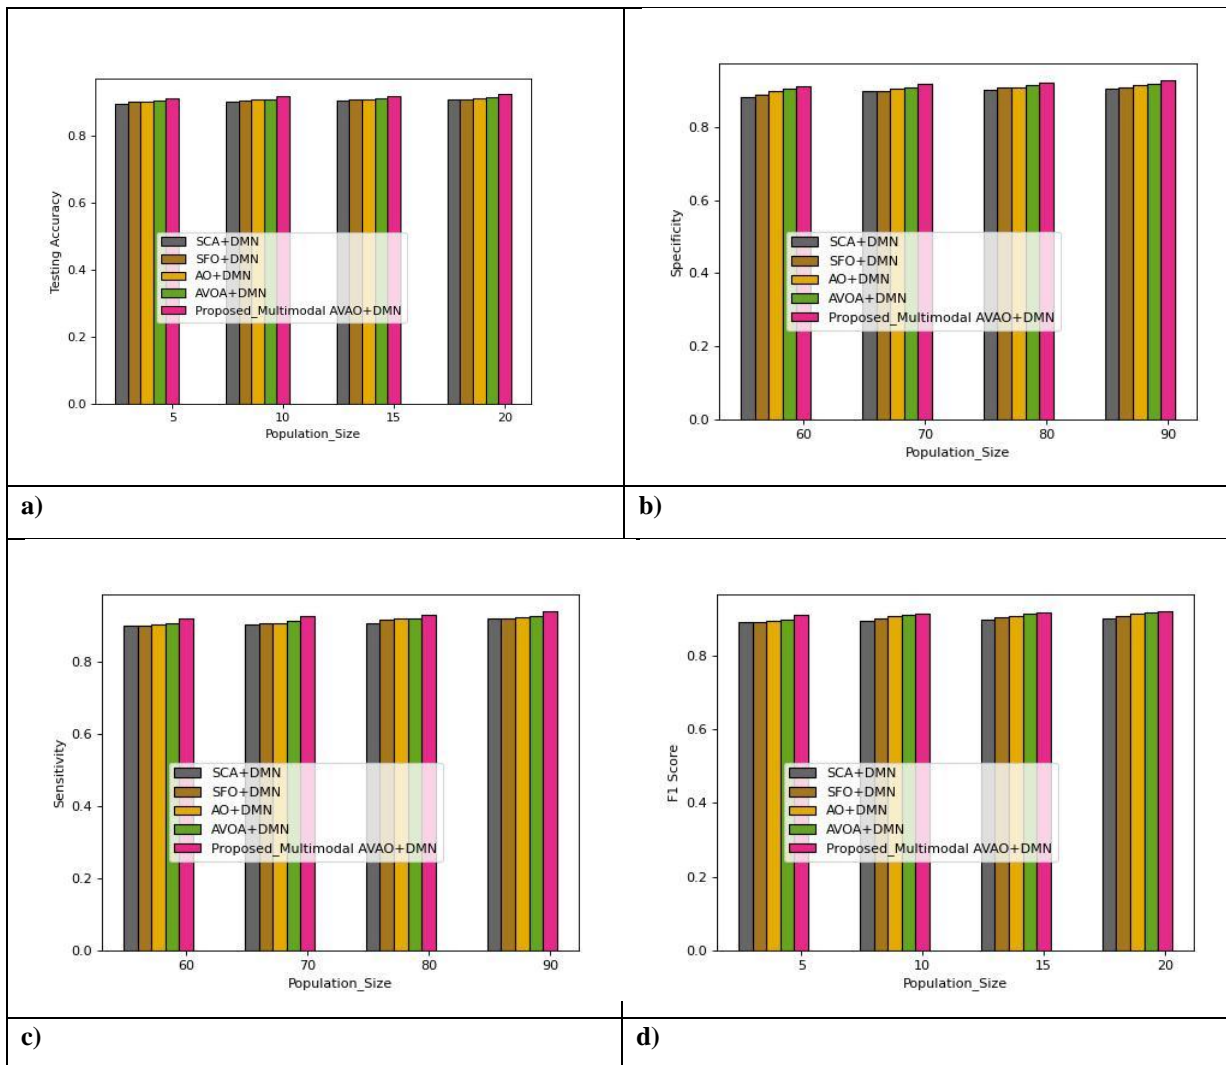 Testing Accuracy
0.8
0.6
0.4
0.2
0.0
SCA+DMN
SFO+DMN
AO+DMN
AVOA+DMN
Proposed_Multimodal AVAO+DMN
5 10 15 20
Population_Size
a)
Specificity
0.8
0.6
0.4
0.2
0.0
SCA+DMN
SFO+DMN
AO+DMN
AVOA+DMN
Proposed_Multimodal AVAO+DMN
60 70 80 90
Population_Size
b)
Sensitivity
0.8
0.6
0.4
0.2
0.0
SCA+DMN
SFO+DMN
AO+DMN
AVOA+DMN
Proposed_Multimodal AVAO+DMN
60 70 80 90
Population_Size
c)
F1 Score
0.8
0.6
0.4
0.2
0.0
SCA+DMN
SFO+DMN
AO+DMN
AVOA+DMN
Proposed_Multimodal AVAO+DMN
5 10 15 20
Population_Size
d)